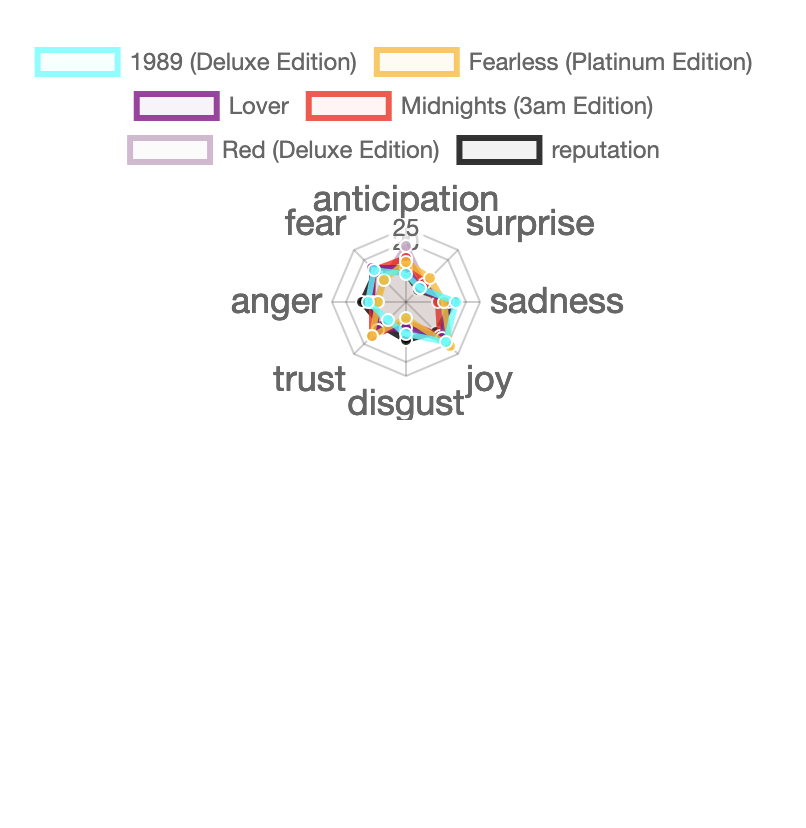 1989 (Deluxe Edition) Fearless (Platinum Edition)
Lover Midnights (3am Edition)
Red (Deluxe Edition) reputation
anticipation
fear surprise
25
anger sadness
trust joy
disgust